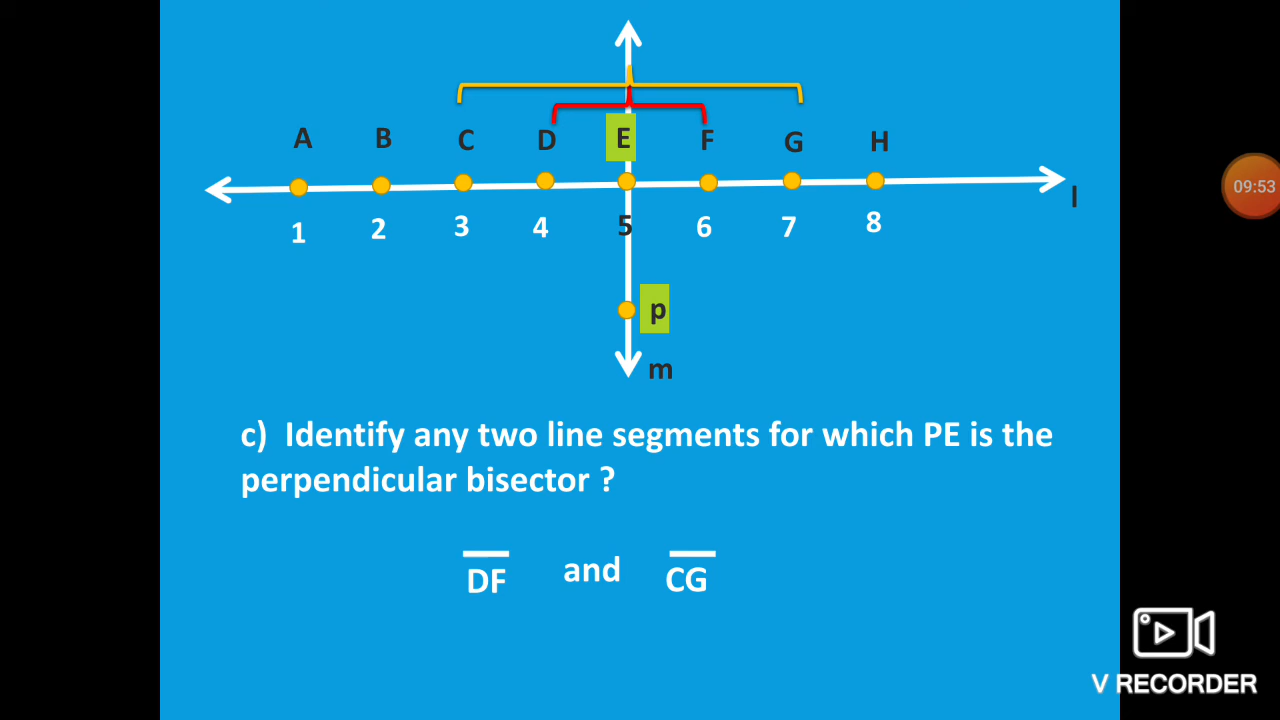 A B C D E F G H
l
1 2 3 4 5 6 7 8
p
m
c) Identify any two line segments for which PE is the
perpendicular bisector ?
DF and CG
09:53
V RECORDER